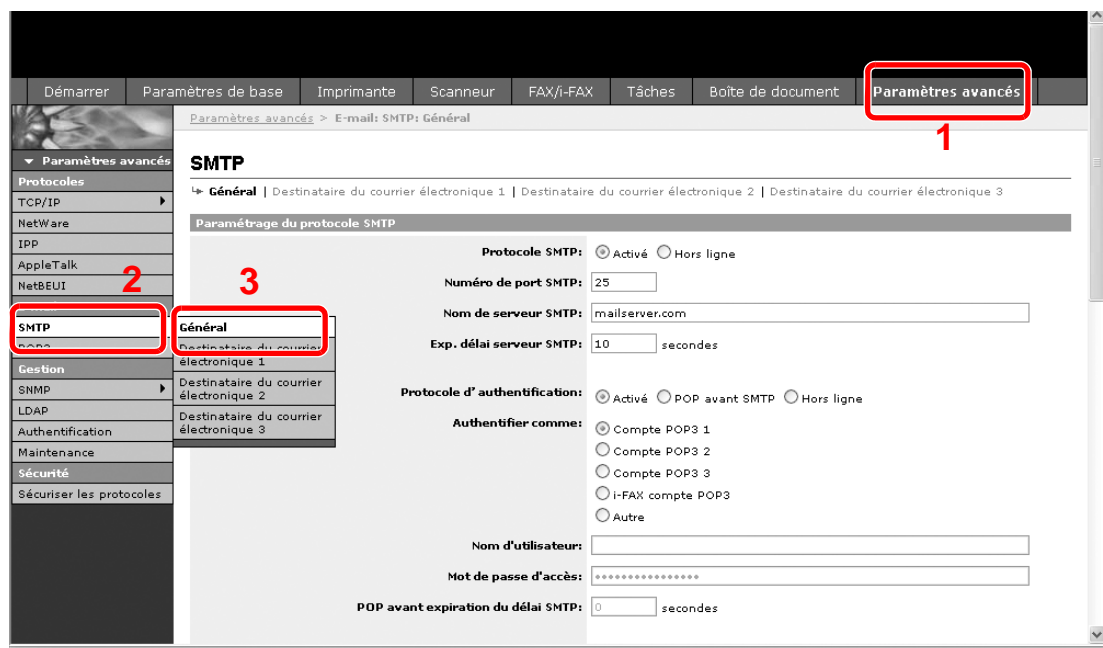 Démarrer Paramètres de base Imprimante Scanneur FAX/i-FAX Tâches Boîte de document Paramètres avancés
1
Paramètres avancés > E-mail: SMTP: Général
Paramètres avancés
Protocoles
TCP/IP
NetWare
IPP
AppleTalk
NetBEUI
2
SMTP
POP3
Gestion
SNMP
LDAP
Authentification
Maintenance
Sécurité
Sécuriser les protocoles
3
Général
Destinataire du courrier
électronique 1
Destinataire du courrier
électronique 2
Destinataire du courrier
électronique 3
SMTP
Général | Destinataire du courrier électronique 1 | Destinataire du courrier électronique 2 | Destinataire du courrier électronique 3
Paramétrage du protocole SMTP
Protocole SMTP: Activé Hors ligne
Numéro de port SMTP: 25
Nom de serveur SMTP: mailserver.com
Exp. délai serveur SMTP: 10 secondes
Protocole d'authentification: Activé POP avant SMTP Hors ligne
Authentifier comme: Compte POP3 1
Compte POP3 2
Compte POP3 3
i-FAX compte POP3
Autre
Nom d'utilisateur:
Mot de passe d'accès: ••••••••••••••••
POP avant expiration du délai SMTP: 0 secondes